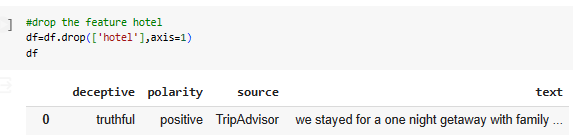 ]
#drop the feature hotel
df=df.drop(['hotel'],axis=1)
df
deceptive polarity source text
0 truthful positive TripAdvisor we stayed for a one night getaway with family ...